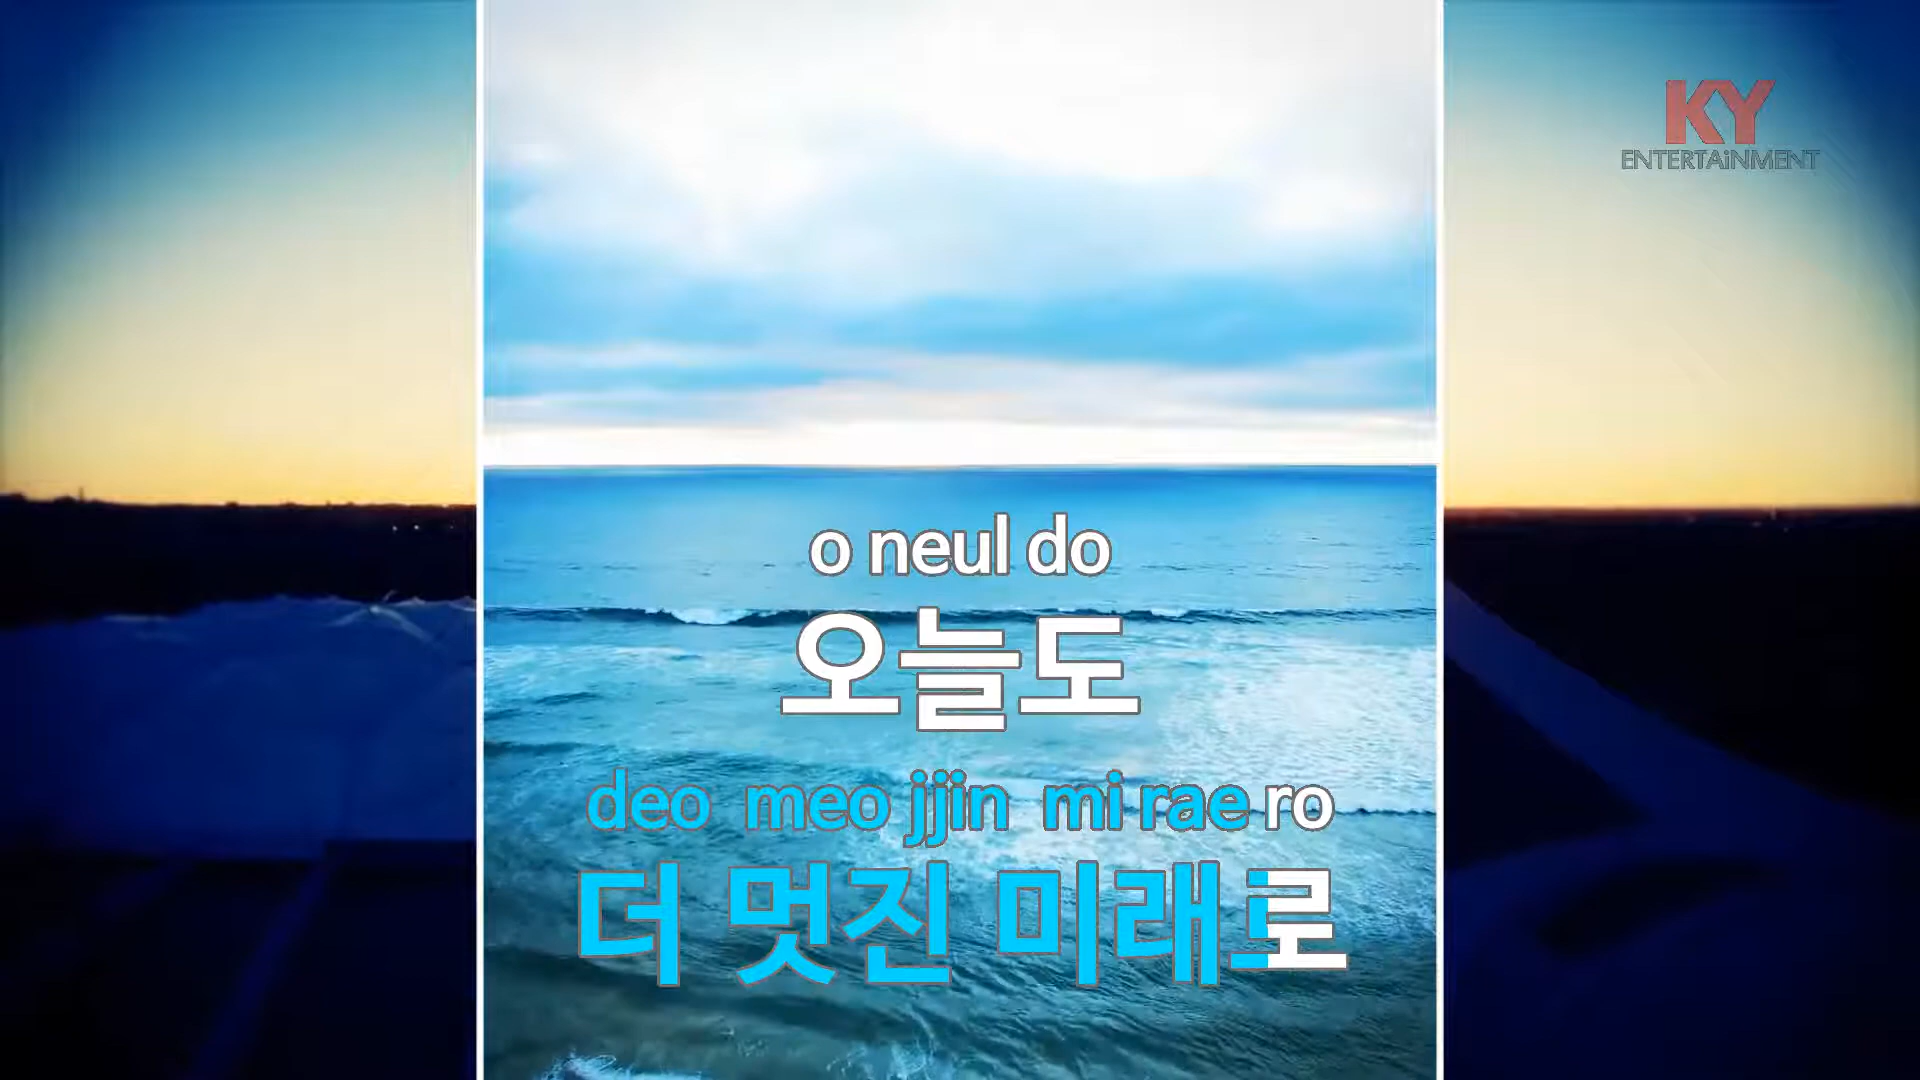 KY
ENTERTAiNMENT
o neul do
오늘도
deo meo jjin mi rae ro
더 멋진 미래로